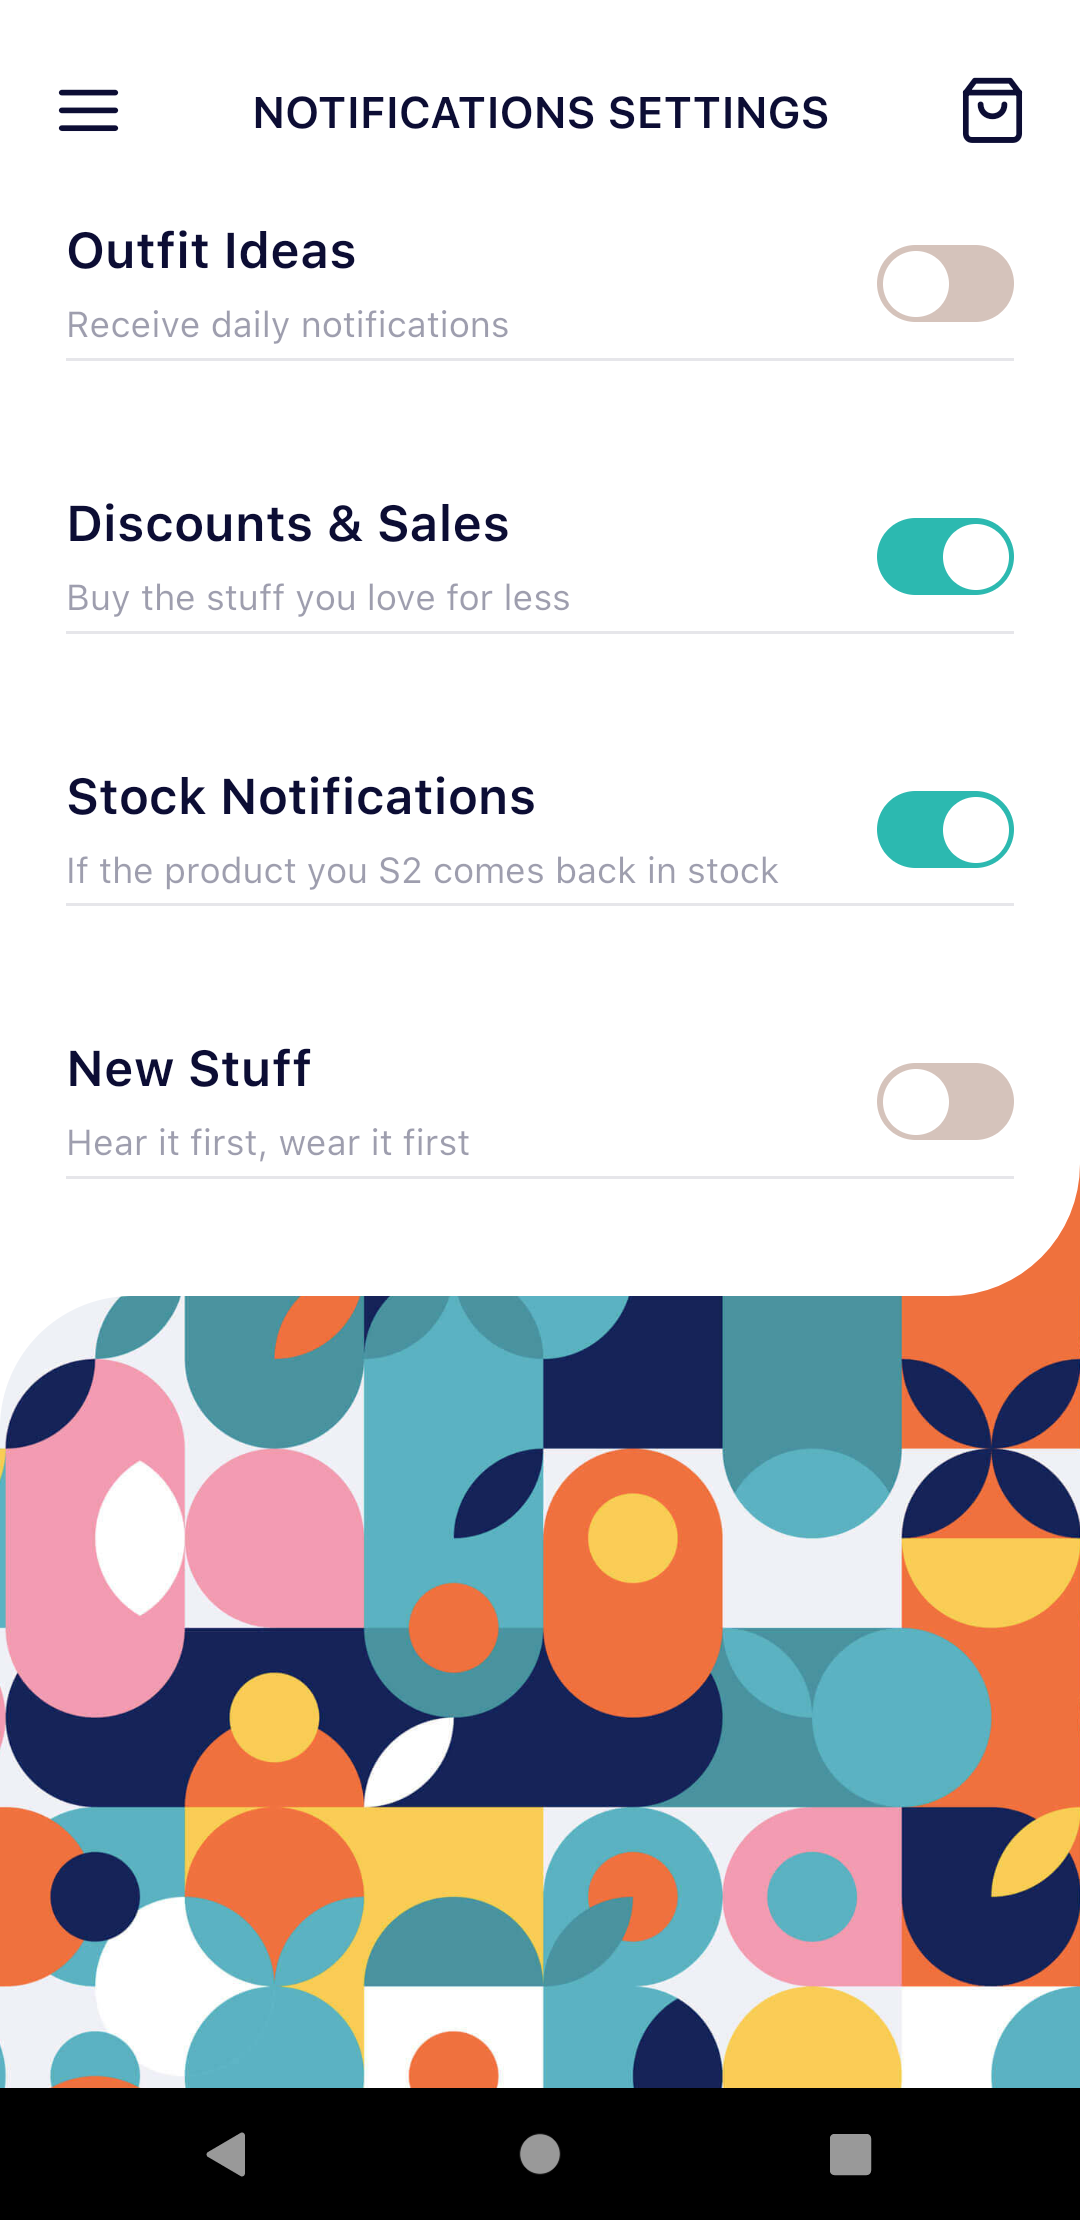 NOTIFICATIONS SETTINGS
Outfit Ideas
Receive daily notifications
Discounts & Sales
Buy the stuff you love for less
Stock Notifications
If the product you S2 comes back in stock
New Stuff
Hear it first, wear it first